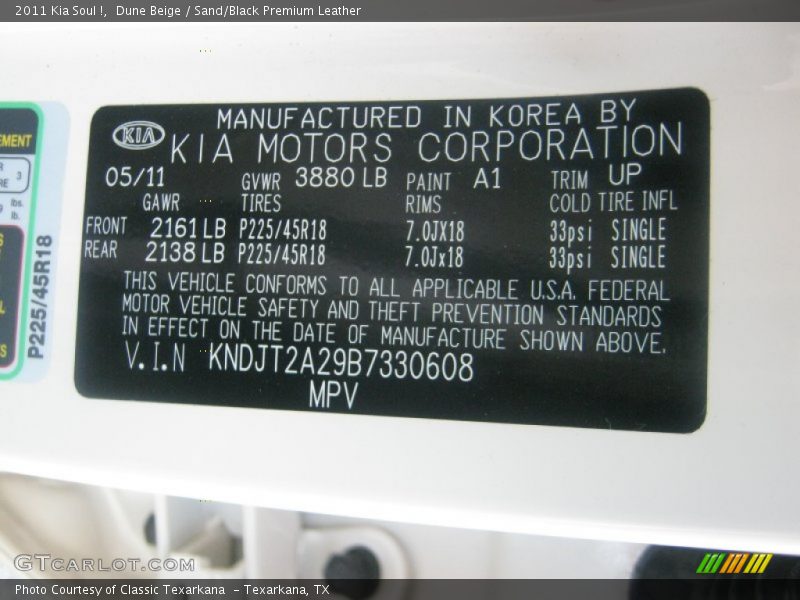 2011 Kia Soul !, Dune Beige / Sand/Black Premium Leather
KIA
MANUFACTURED IN KOREA BY
KIA MOTORS CORPORATION
05/11 GVWR 3880 LB PAINT A1 TRIM UP
GAWR TIRES RIMS COLD TIRE INFL
FRONT 2161 LB P225/45R18 7.0JX18 33psi SINGLE
REAR 2138 LB P225/45R18 7.0Jx18 33psi SINGLE
THIS VEHICLE CONFORMS TO ALL APPLICABLE U.S.A. FEDERAL
MOTOR VEHICLE SAFETY AND THEFT PREVENTION STANDARDS
IN EFFECT ON THE DATE OF MANUFACTURE SHOWN ABOVE.
V.I.N KNDJT2A29B7330608
MPV
3
lbs.
lb.
P225/45R18
GTCARLOT.COM
Photo Courtesy of Classic Texarkana - Texarkana, TX